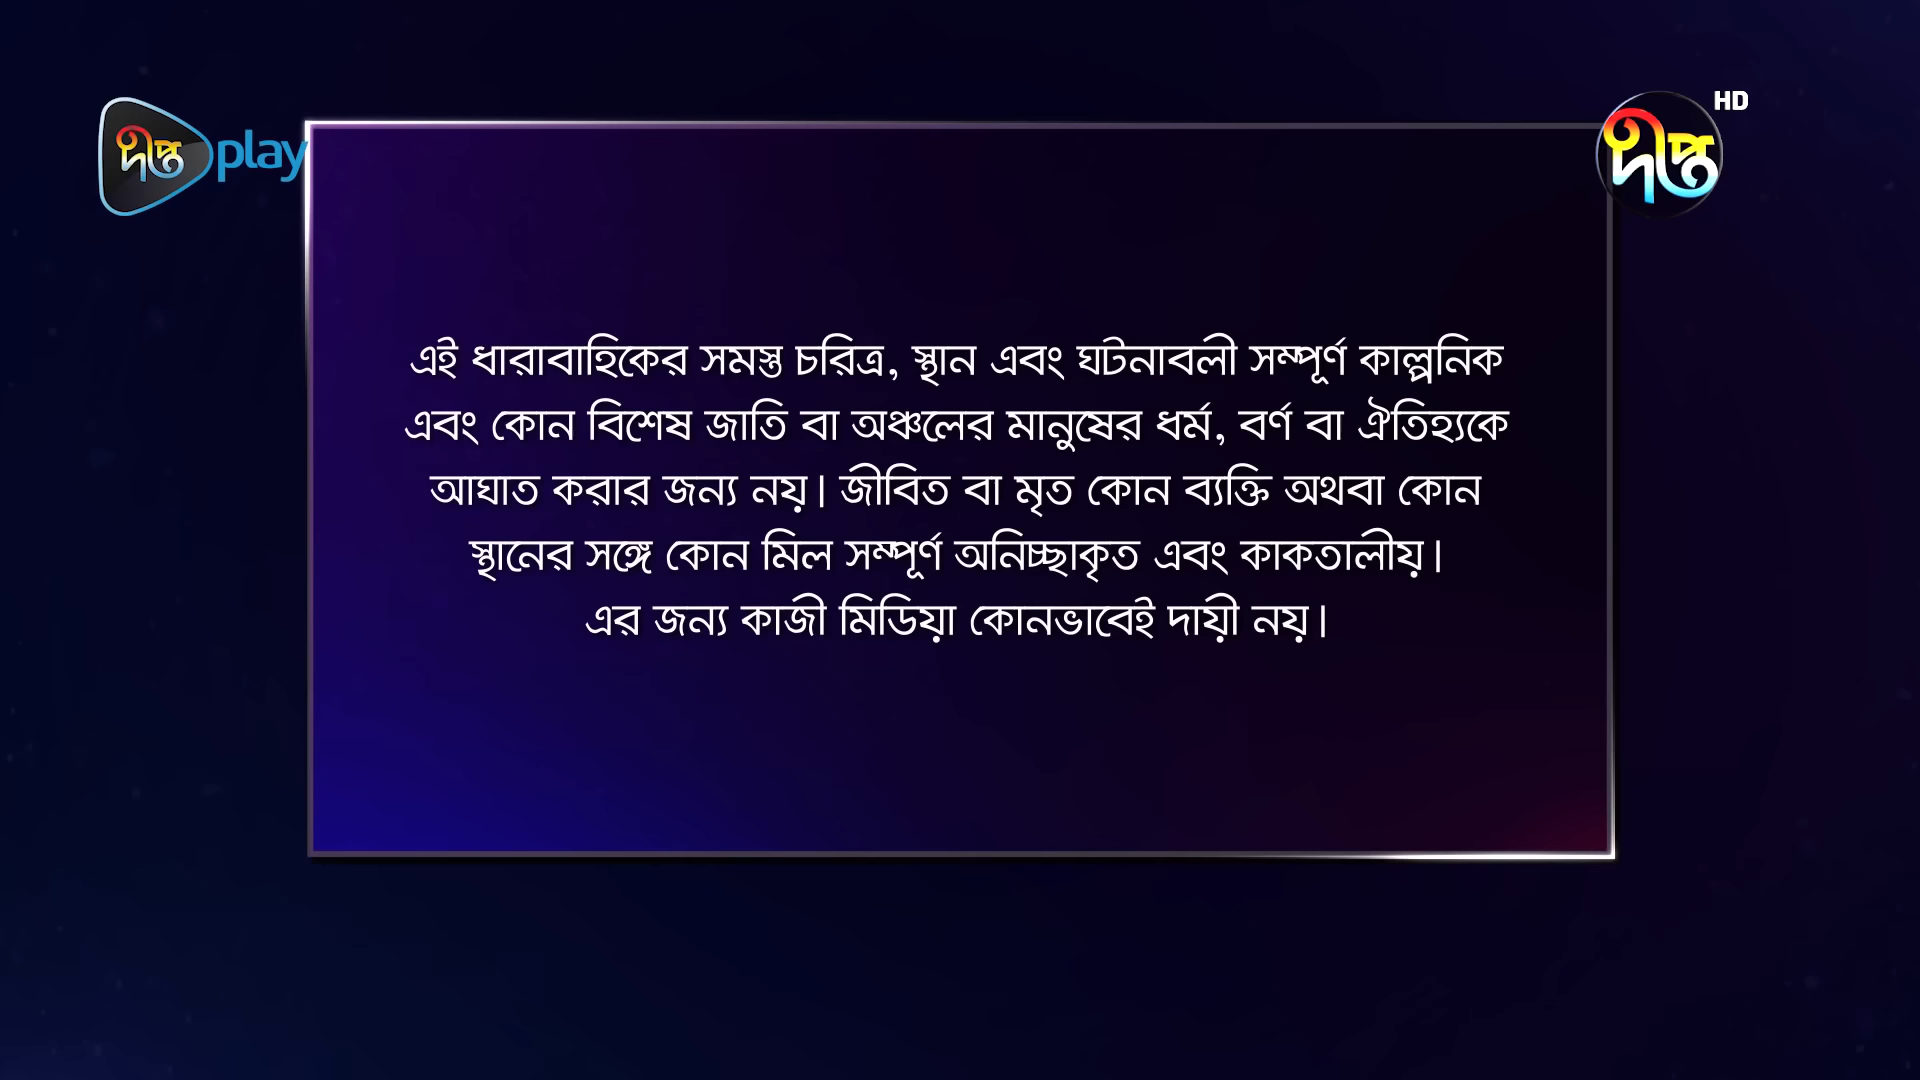 দীপ্ত play
HD
দীপ্ত
এই ধারাবাহিকের সমস্ত চরিত্র, স্থান এবং ঘটনাবলী সম্পূর্ণ কাল্পনিক
এবং কোন বিশেষ জাতি বা অঞ্চলের মানুষের ধর্ম, বর্ণ বা ঐতিহ্যকে
আঘাত করার জন্য নয়। জীবিত বা মৃত কোন ব্যক্তি অথবা কোন
স্থানের সঙ্গে কোন মিল সম্পূর্ণ অনিচ্ছাকৃত এবং কাকতালীয়।
এর জন্য কাজী মিডিয়া কোনভাবেই দায়ী নয়।